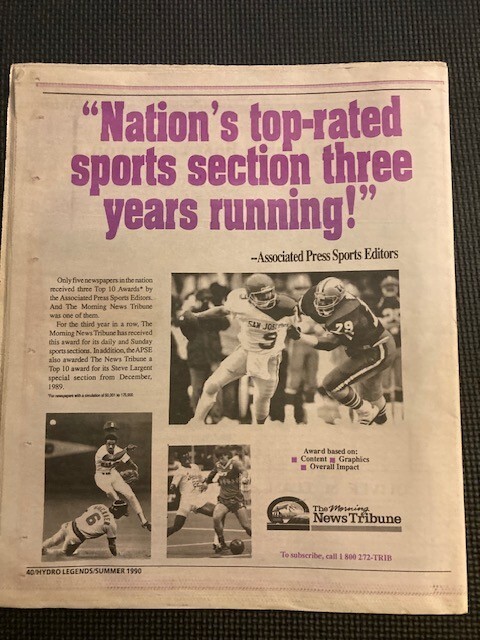 “Nation’s top-rated
sports section three
years running!”
--Associated Press Sports Editors
Only five newspapers in the nation
received three Top 10 Awards* by
the Associated Press Sports Editors.
And The Morning News Tribune
was one of them.
For the third year in a row, The
Morning News Tribune has received
this award for its daily and Sunday
sports sections. In addition, the APSE
also awarded The News Tribune a
Top 10 award for its Steve Largent
special section from December,
1989.
SAN JOSE
79
6
Award based on:
Content Graphics
Overall Impact
The Morning
News Tribune
To subscribe, call 1 800 272-TRIB
40/HYDRO LEGENDS/SUMMER 1990